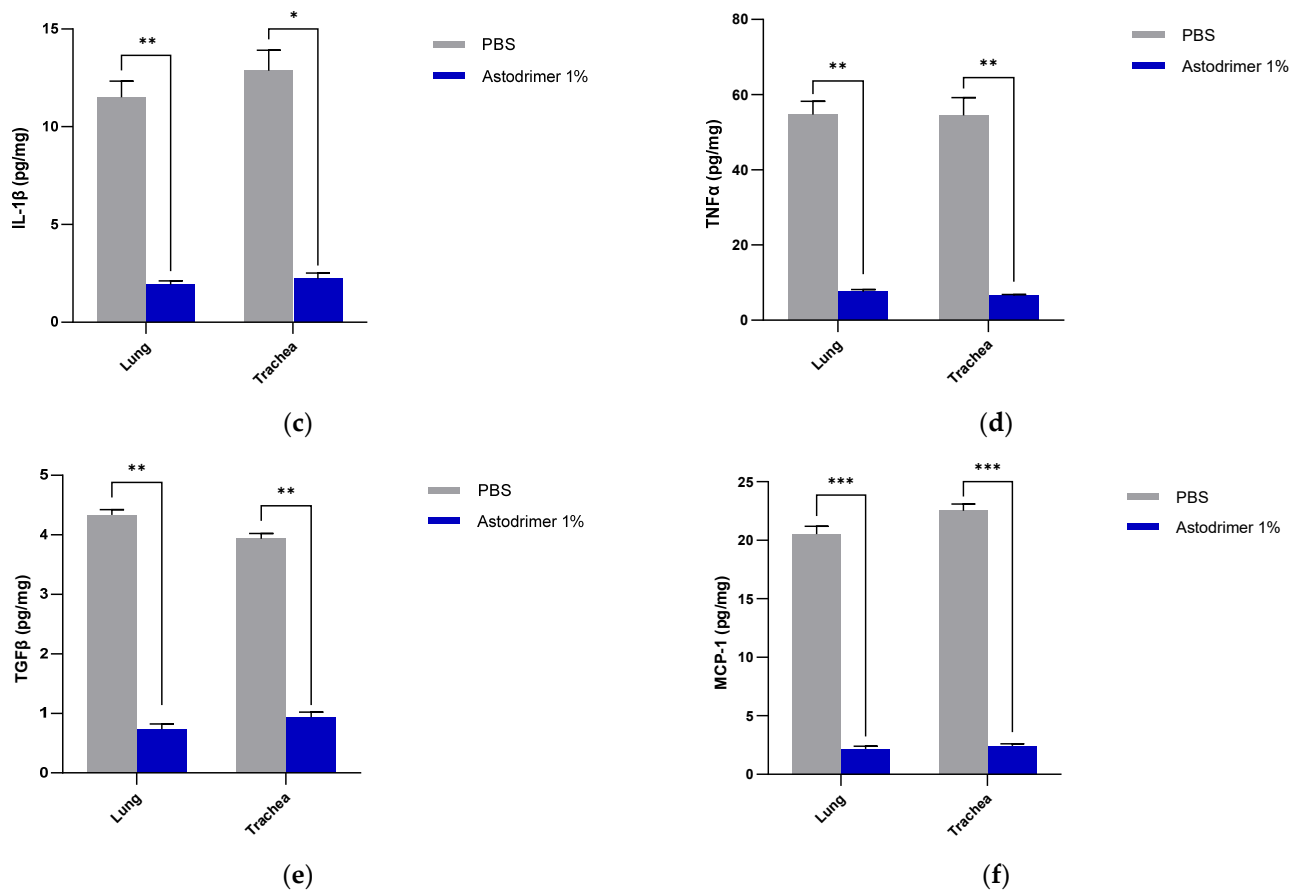 **
*
15
10
5
0
IL-1β (pg/mg)
Lung
Trachea
PBS
Astodrimer 1%
(c)
**
**
80
60
40
20
0
TNFα (pg/mg)
Lung
Trachea
PBS
Astodrimer 1%
(d)
**
**
5
4
3
2
1
0
TGFβ (pg/mg)
Lung
Trachea
PBS
Astodrimer 1%
(e)
***
***
25
20
15
10
5
0
MCP-1 (pg/mg)
Lung
Trachea
PBS
Astodrimer 1%
(f)